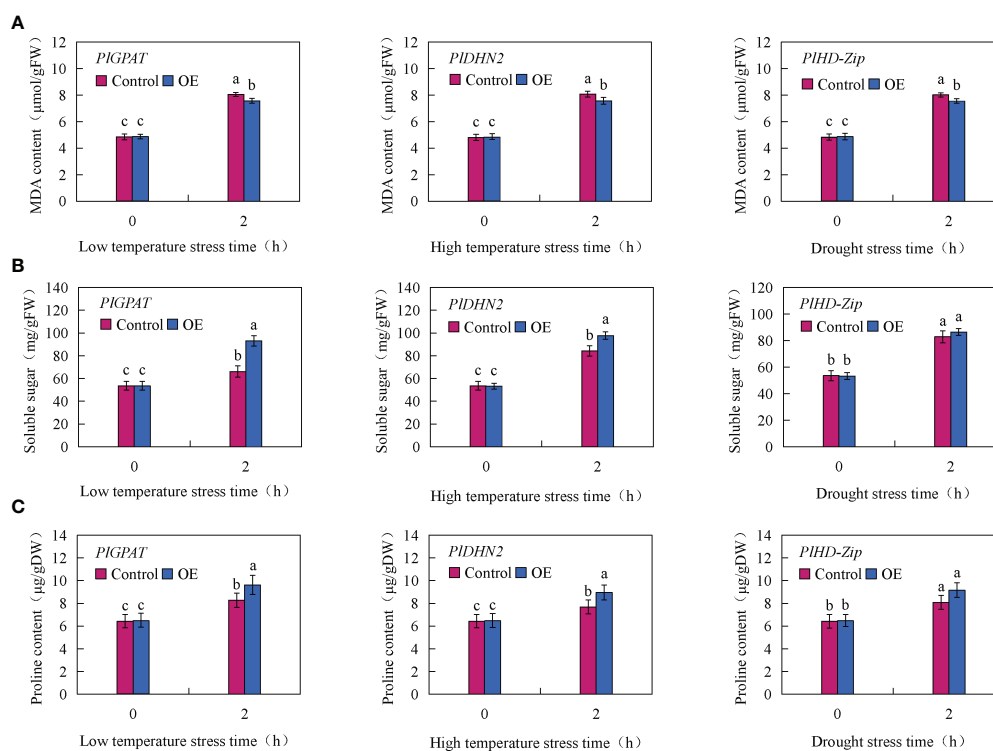 A
PlGPAT
Control OE
MDA content（μmol/gFW）
12
10
8
6
4
2
0
c c
a b
0 2
Low temperature stress time（h）
PlDHN2
Control OE
MDA content（μmol/gFW）
12
10
8
6
4
2
0
c c
a b
0 2
High temperature stress time（h）
PlHD-Zip
Control OE
MDA content（μmol/gFW）
12
10
8
6
4
2
0
c c
a b
0 2
Drought stress time（h）
B
PlGPAT
Control OE
Soluble sugar（mg/gFW）
140
120
100
80
60
40
20
0
c c
b a
0 2
Low temperature stress time（h）
PlDHN2
Control OE
Soluble sugar（mg/gFW）
140
120
100
80
60
40
20
0
c c
b a
0 2
High temperature stress time（h）
PlHD-Zip
Control OE
Soluble sugar（mg/gFW）
120
100
80
60
40
20
0
b b
a a
0 2
Drought stress time（h）
C
PlGPAT
Control OE
Proline content（μg/gDW）
14
12
10
8
6
4
2
0
c c
b a
0 2
Low temperature stress time（h）
PlDHN2
Control OE
Proline content（μg/gDW）
14
12
10
8
6
4
2
0
c c
b a
0 2
High temperature stress time（h）
PlHD-Zip
Control OE
Proline content（μg/gDW）
14
12
10
8
6
4
2
0
b b
a a
0 2
Drought stress time（h）